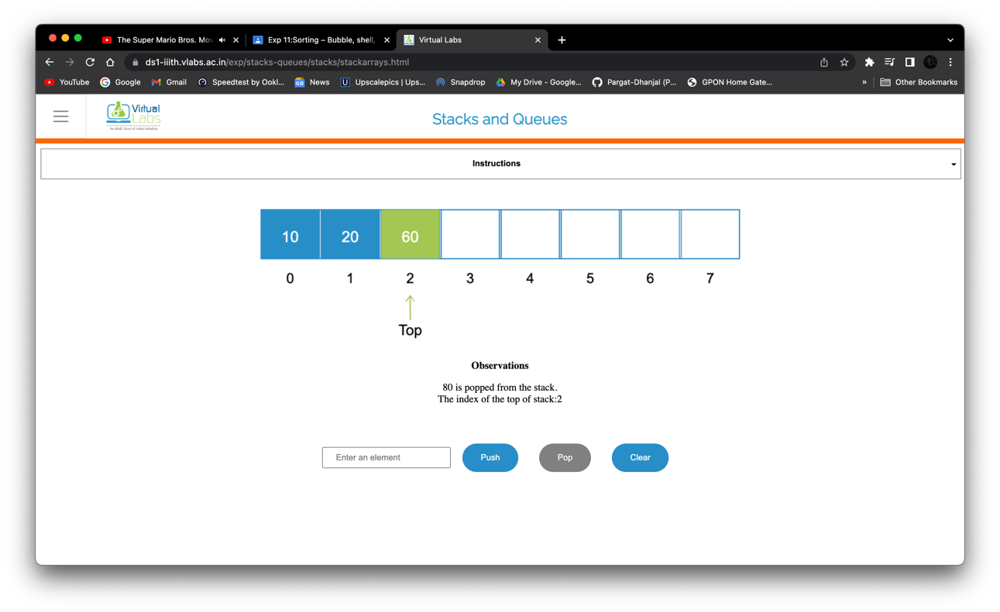 The Super Mario Bros. Mov
Exp 11:Sorting – Bubble, shell,
Virtual Labs
ds1-iiith.vlabs.ac.in/exp/stacks-queues/stacks/stackarrays.html
YouTube Google Gmail Speedtest by Ookl... News Upscalepics | Ups... Snapdrop My Drive - Google... Pargat-Dhanjal (P... GPON Home Gate... » Other Bookmarks
Virtual
Labs
An MoE Govt of India Initiative
Stacks and Queues
Instructions
10 20 60
0 1 2 3 4 5 6 7
Top
Observations
80 is popped from the stack.
The index of the top of stack:2
Enter an element Push Pop Clear